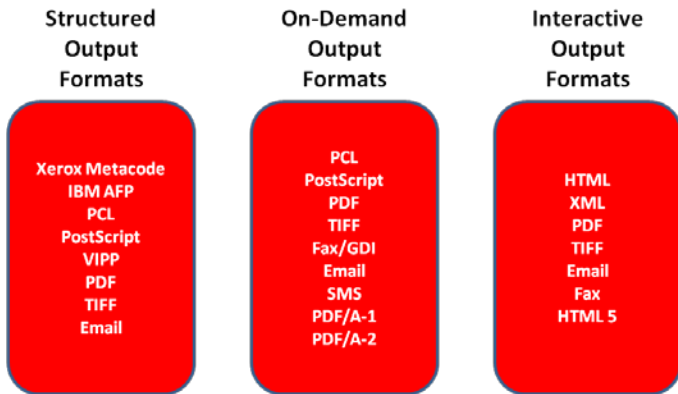 Structured
Output
Formats
Xerox Metacode
IBM AFP
PCL
PostScript
VIPP
PDF
TIFF
Email
On-Demand
Output
Formats
PCL
PostScript
PDF
TIFF
Fax/GDI
Email
SMS
PDF/A-1
PDF/A-2
Interactive
Output
Formats
HTML
XML
PDF
TIFF
Email
Fax
HTML 5